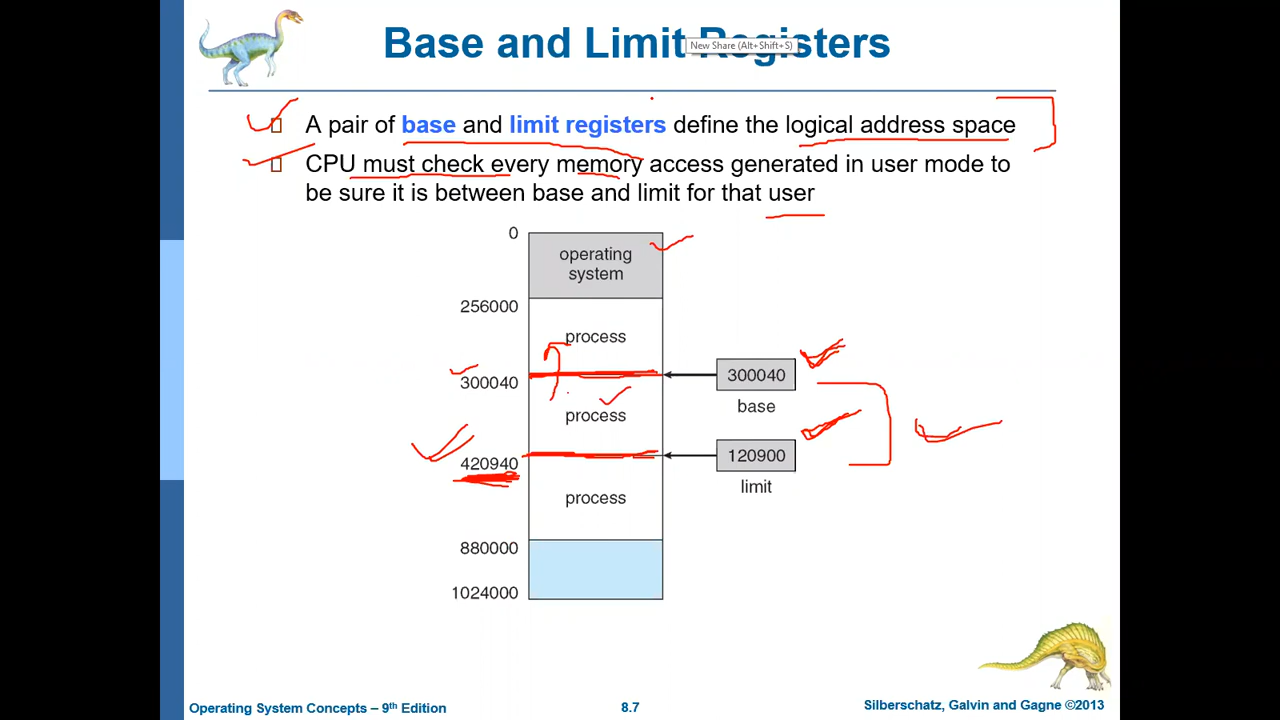 Base and Limit Registers
New Share (Alt+Shift+S)
A pair of base and limit registers define the logical address space
CPU must check every memory access generated in user mode to
be sure it is between base and limit for that user
0
operating
system
256000
process
300040
300040
base
process
420940
120900
limit
process
880000
1024000
Operating System Concepts – 9th Edition
8.7
Silberschatz, Galvin and Gagne ©2013